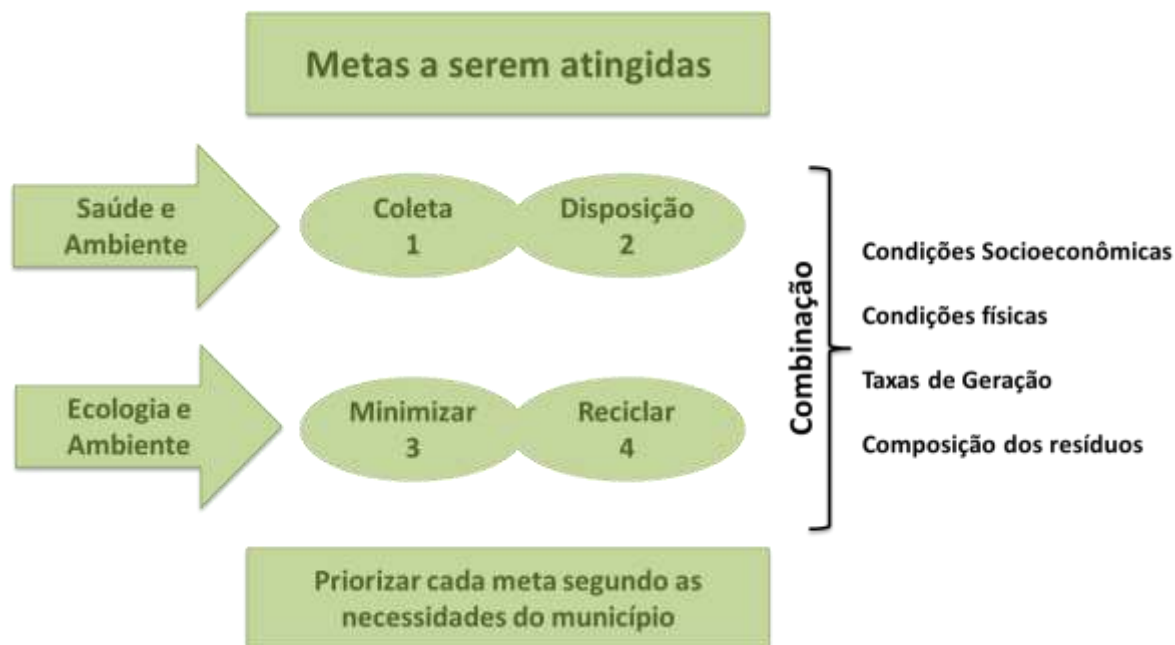 Metas a serem atingidas
Saúde e
Ambiente
Coleta
1
Disposição
2
Ecologia e
Ambiente
Minimizar
3
Reciclar
4
Combinação
Condições Socioeconômicas
Condições físicas
Taxas de Geração
Composição dos resíduos
Priorizar cada meta segundo as
necessidades do município